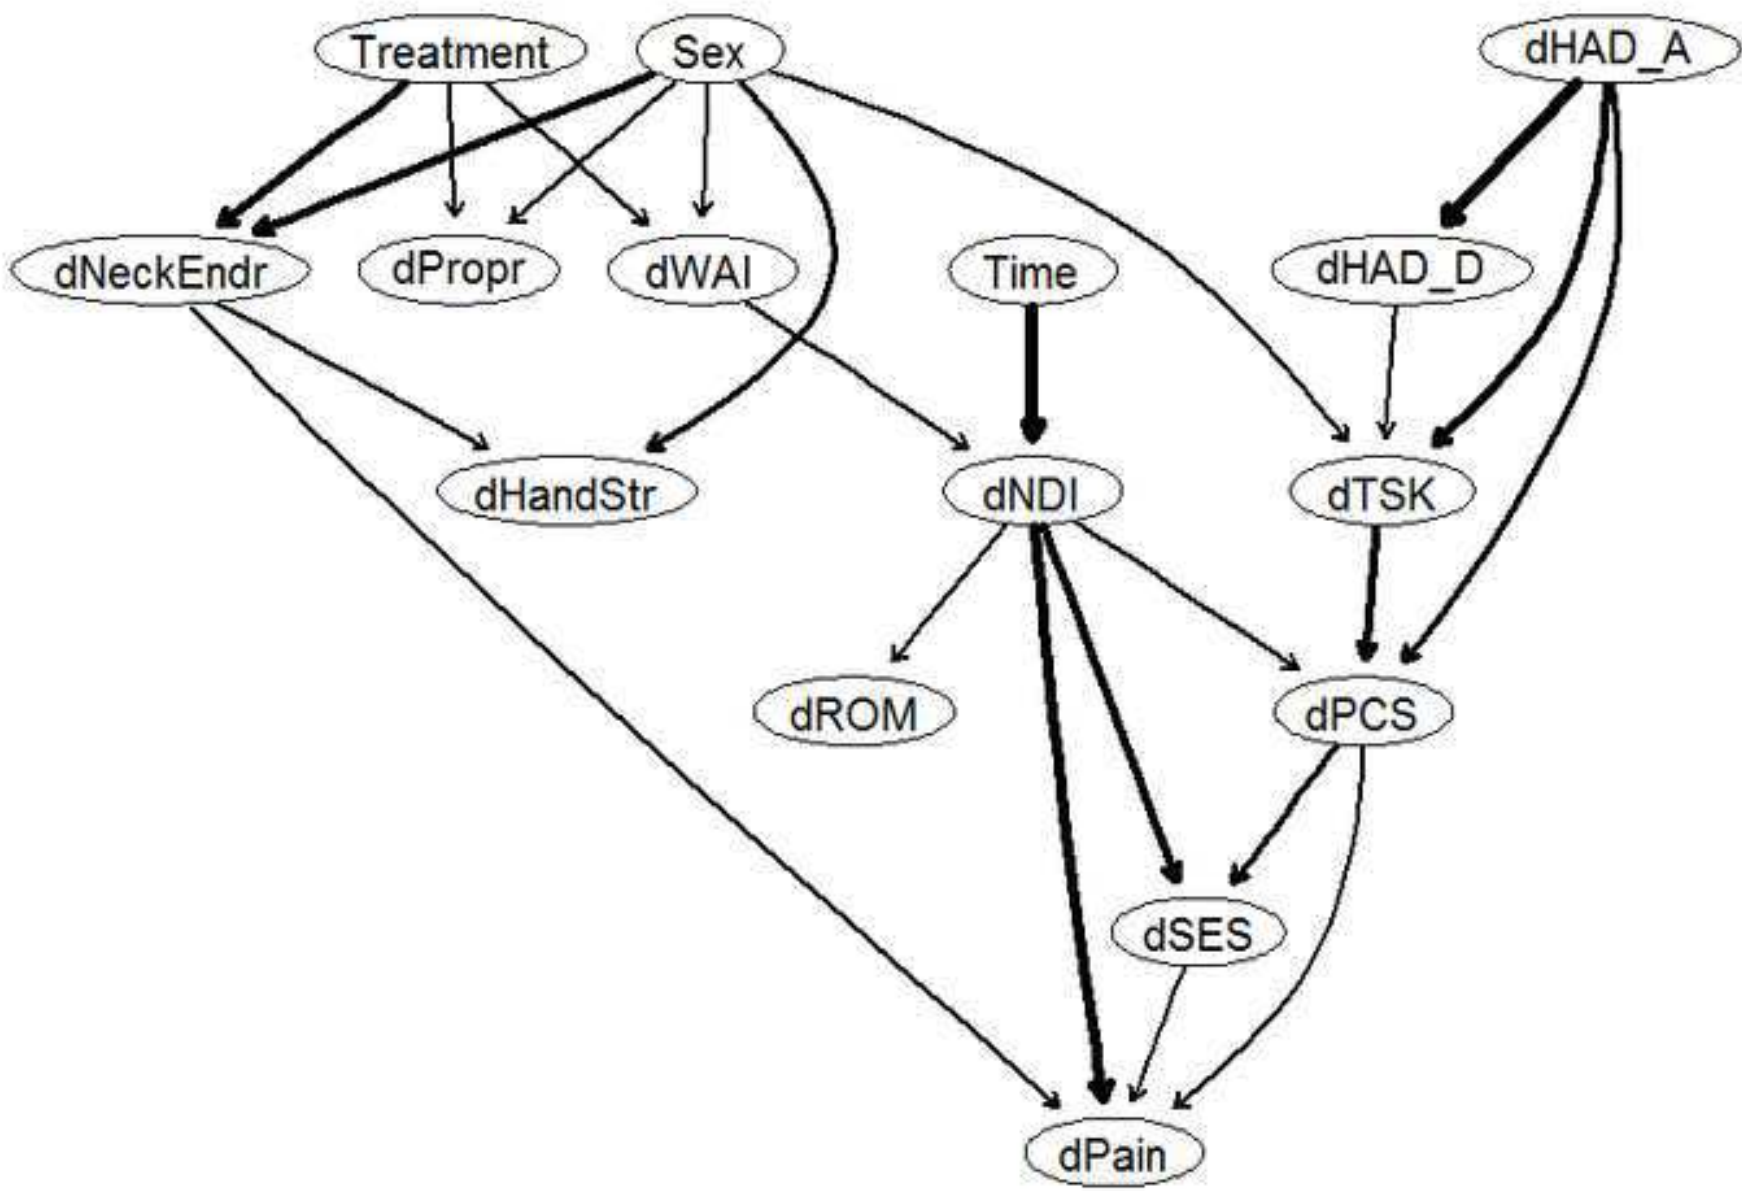 Treatment
Sex
dHAD_A
dNeckEndr
dPropr
dWAI
Time
dHAD_D
dHandStr
dNDI
dTSK
dROM
dPCS
dSES
dPain